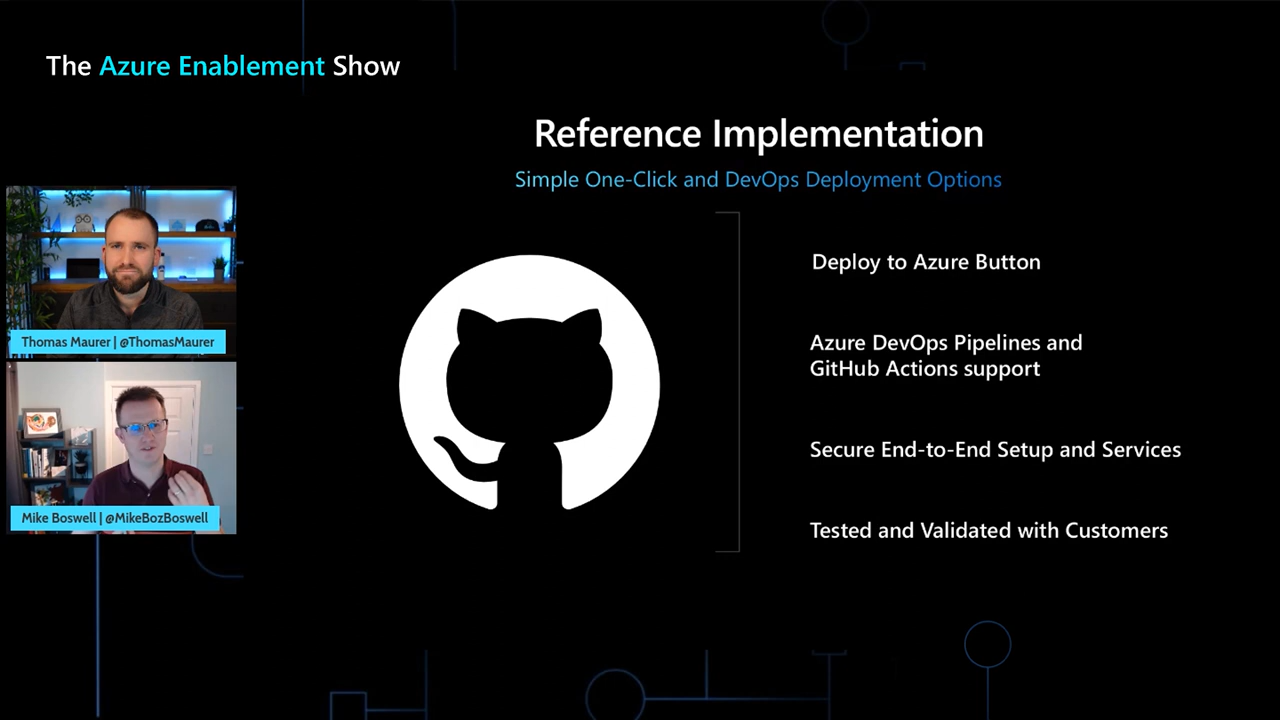 The Azure Enablement Show
Reference Implementation
Simple One-Click and DevOps Deployment Options
Thomas Maurer | @ThomasMaurer
Mike Boswell | @MikeBozBoswell
Deploy to Azure Button
Azure DevOps Pipelines and
GitHub Actions support
Secure End-to-End Setup and Services
Tested and Validated with Customers